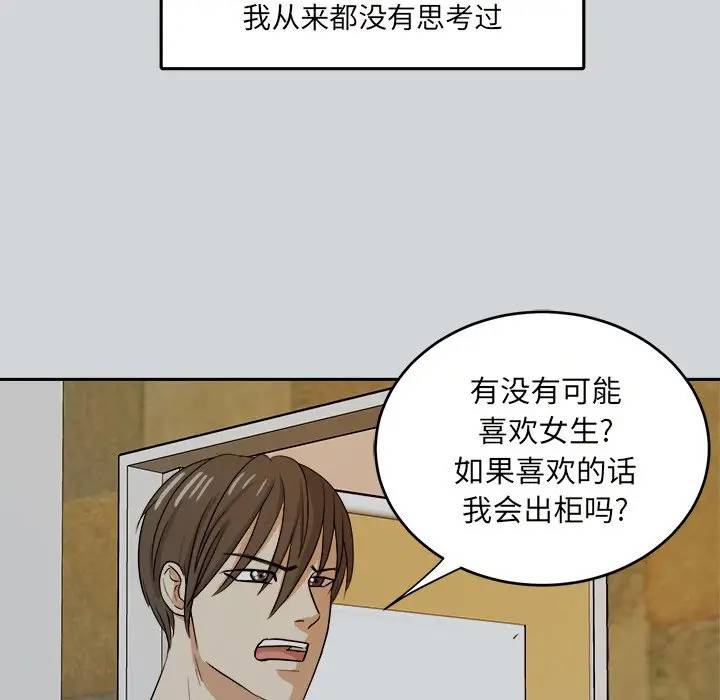 我从来都没有思考过
有没有可能
喜欢女生?
如果喜欢的话
我会出柜吗?